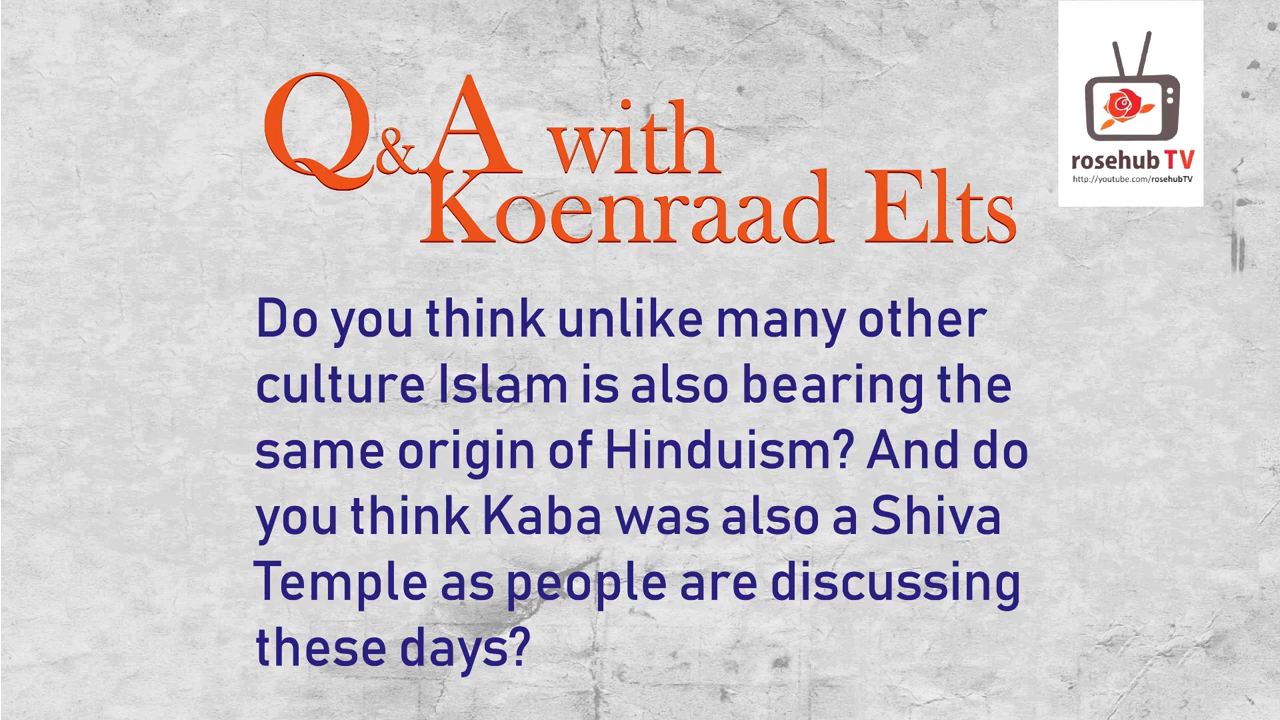 Q&A with
Koenraad Elts
rosehub TV
http://youtube.com/rosehubTV
Do you think unlike many other
culture Islam is also bearing the
same origin of Hinduism? And do
you think Kaba was also a Shiva
Temple as people are discussing
these days?